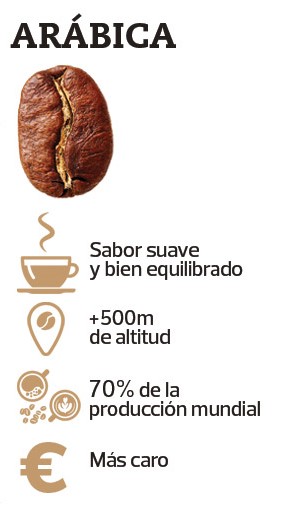 ARÁBICA
Sabor suave
y bien equilibrado
+500m
de altitud
70% de la
producción mundial
€
Más caro